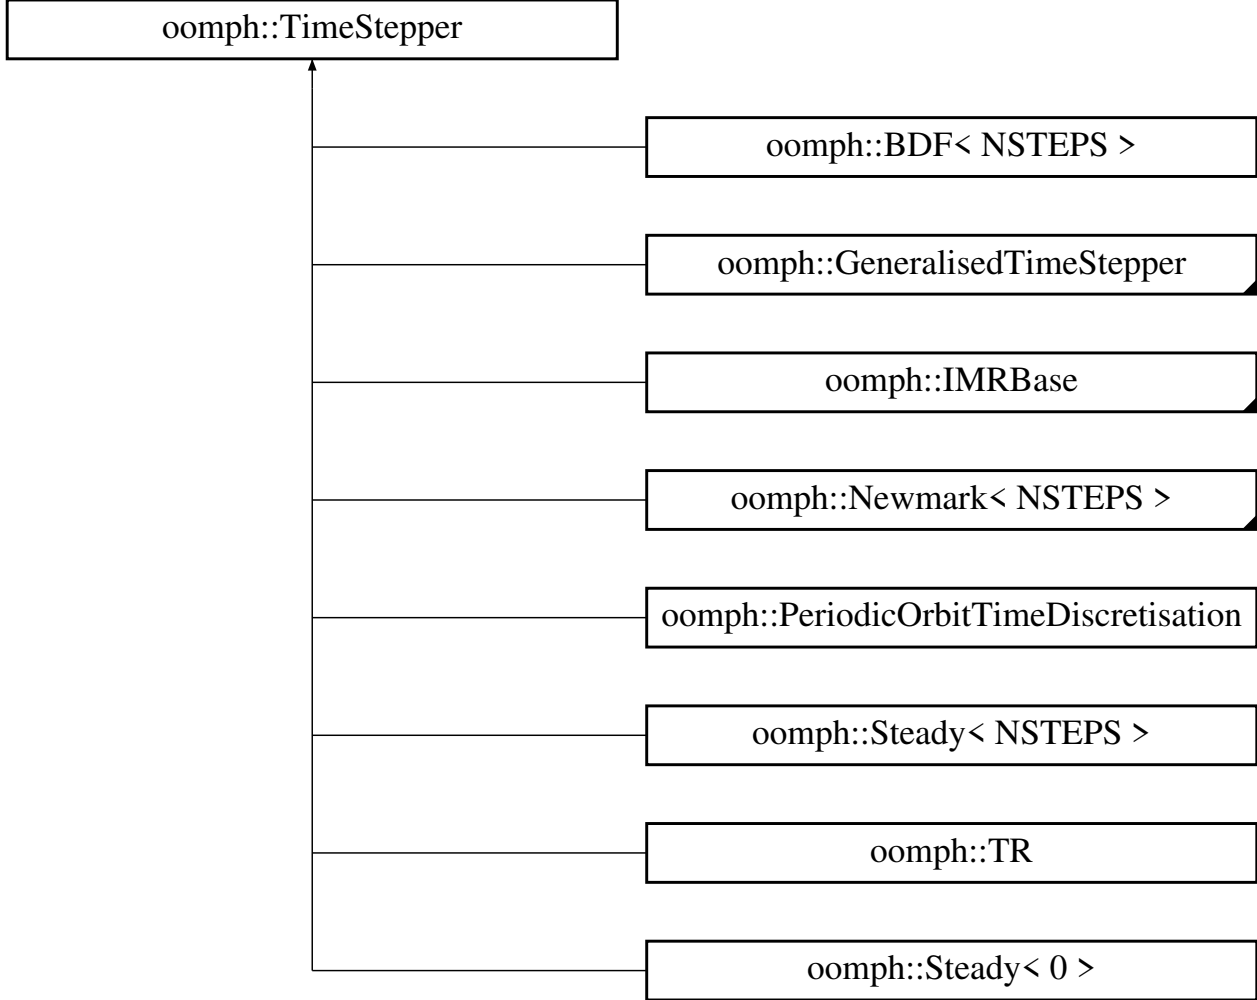 oomph::TimeStepper
oomph::BDF< NSTEPS >
oomph::GeneralisedTimeStepper
oomph::IMRBase
oomph::Newmark< NSTEPS >
oomph::PeriodicOrbitTimeDiscretisation
oomph::Steady< NSTEPS >
oomph::TR
oomph::Steady< 0 >